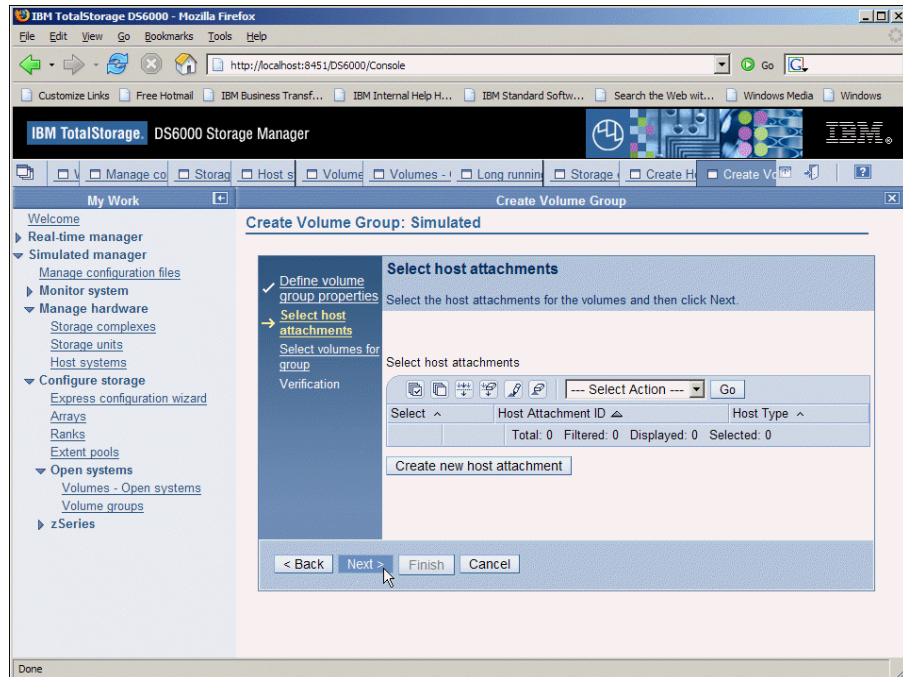 IBM TotalStorage DS6000 - Mozilla Firefox
File Edit View Go Bookmarks Tools Help
http://localhost:8451/DS6000/Console
Go
G
Customize Links Free Hotmail IBM Business Transf... IBM Internal Help H... IBM Standard Softw... Search the Web wit... Windows Media Windows
IBM TotalStorage. DS6000 Storage Manager
IBM
Manage co Storag Host s Volume Volumes - Long runnin Storage Create H Create Vo ?
My Work
Create Volume Group
Welcome
Real-time manager
Simulated manager
Manage configuration files
Monitor system
Manage hardware
Storage complexes
Storage units
Host systems
Configure storage
Express configuration wizard
Arrays
Ranks
Extent pools
Open systems
Volumes - Open systems
Volume groups
zSeries
Create Volume Group: Simulated
Define volume
group properties
Select host
attachments
Select volumes for
group
Verification
Select host attachments
Select the host attachments for the volumes and then click Next.
Select host attachments
--- Select Action --- Go
Select Host Attachment ID Host Type
Total: 0 Filtered: 0 Displayed: 0 Selected: 0
Create new host attachment
< Back Next > Finish Cancel
Done